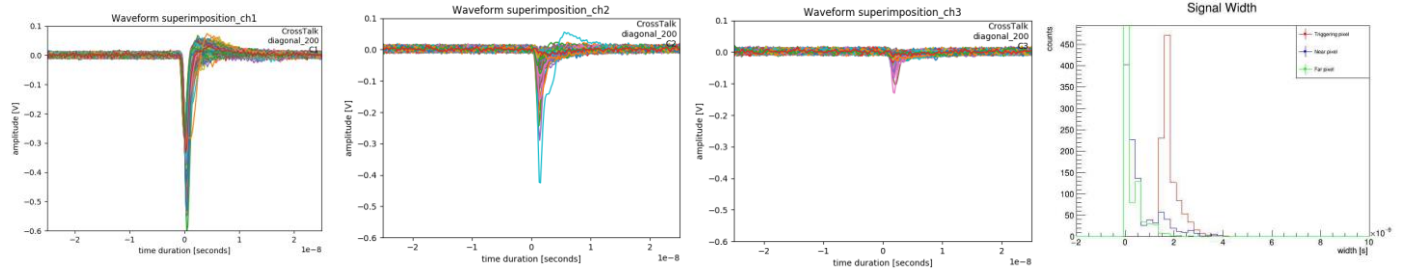 Waveform superimposition_ch1
CrossTalk
diagonal_200
C1
amplitude [V]
0.1
0.0
−0.1
−0.2
−0.3
−0.4
−0.5
−0.6
−2
−1
0
1
2
1e−8
time duration [seconds]
Waveform superimposition_ch2
CrossTalk
diagonal_200
C2
amplitude [V]
0.1
0.0
−0.1
−0.2
−0.3
−0.4
−0.5
−0.6
−2
−1
0
1
2
1e−8
time duration [seconds]
Waveform superimposition_ch3
CrossTalk
diagonal_200
C3
amplitude [V]
0.1
0.0
−0.1
−0.2
−0.3
−0.4
−0.5
−0.6
−2
−1
0
1
2
1e−8
time duration [seconds]
Signal Width
counts
Triggering pixel
Near pixel
Far pixel
450
400
350
300
250
200
150
100
50
0
−2
0
2
4
6
8
10
×10⁻⁹
width [s]